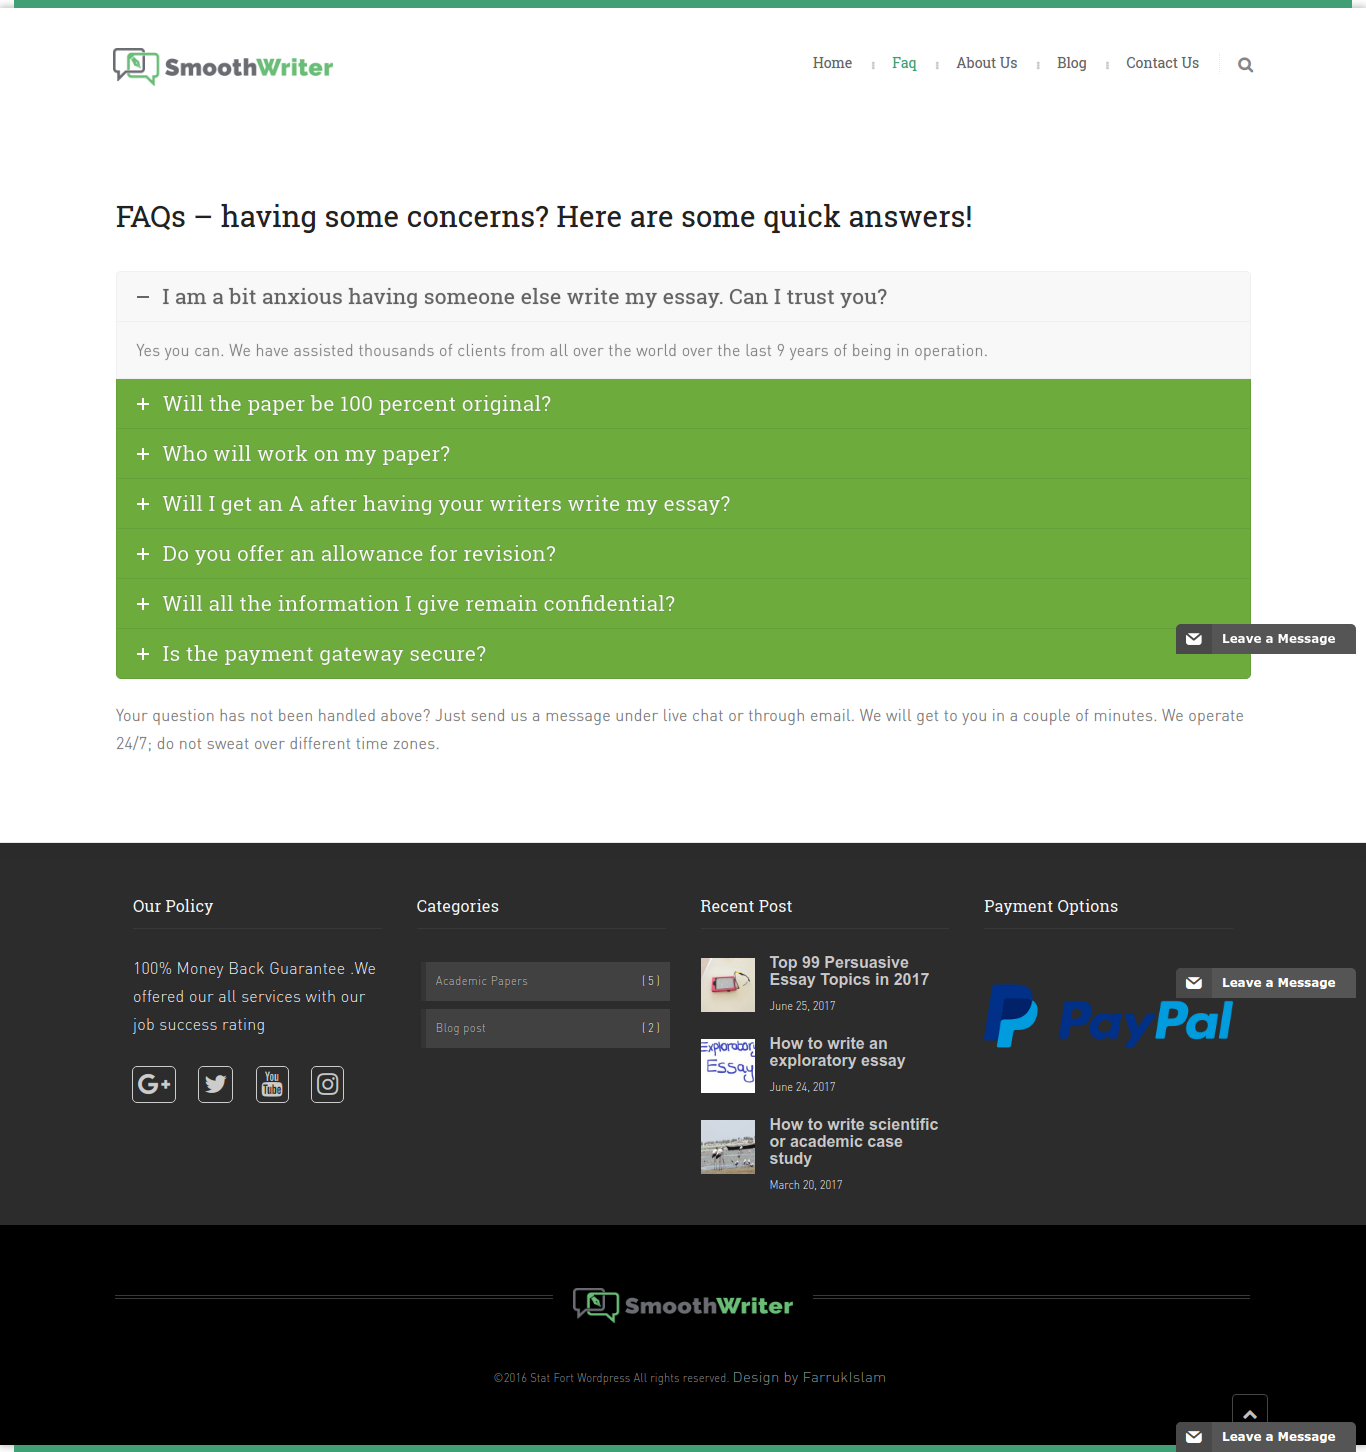 SmoothWriter
Home
Faq
About Us
Blog
Contact Us
FAQs – having some concerns? Here are some quick answers!
I am a bit anxious having someone else write my essay. Can I trust you?
Yes you can. We have assisted thousands of clients from all over the world over the last 9 years of being in operation.
Will the paper be 100 percent original?
Who will work on my paper?
Will I get an A after having your writers write my essay?
Do you offer an allowance for revision?
Will all the information I give remain confidential?
Is the payment gateway secure?
Leave a Message
Your question has not been handled above? Just send us a message under live chat or through email. We will get to you in a couple of minutes. We operate
24/7; do not sweat over different time zones.
Our Policy
100% Money Back Guarantee .We
offered our all services with our
job success rating
You
Tube
Categories
Academic Papers (5)
Blog post (2)
Recent Post
Top 99 Persuasive
Essay Topics in 2017
June 25, 2017
Exploratory
Essay
How to write an
exploratory essay
June 24, 2017
How to write scientific
or academic case
study
March 20, 2017
Payment Options
Leave a Message
PayPal
SmoothWriter
©2016 Stat Fort Wordpress All rights reserved. Design by FarrukIslam
Leave a Message